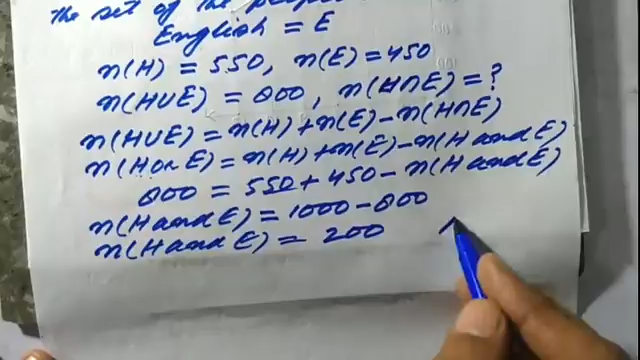 the set of the people
English = E
n(H) = 550, n(E) = 450
n(HUE) = 800, n(H∩E) = ?
n(HUE) = n(H) + n(E) - n(H∩E)
n(H or E) = n(H) + n(E) - n(H and E)
800 = 550 + 450 - n(H and E)
n(H and E) = 1000 - 800
n(H and E) = 200